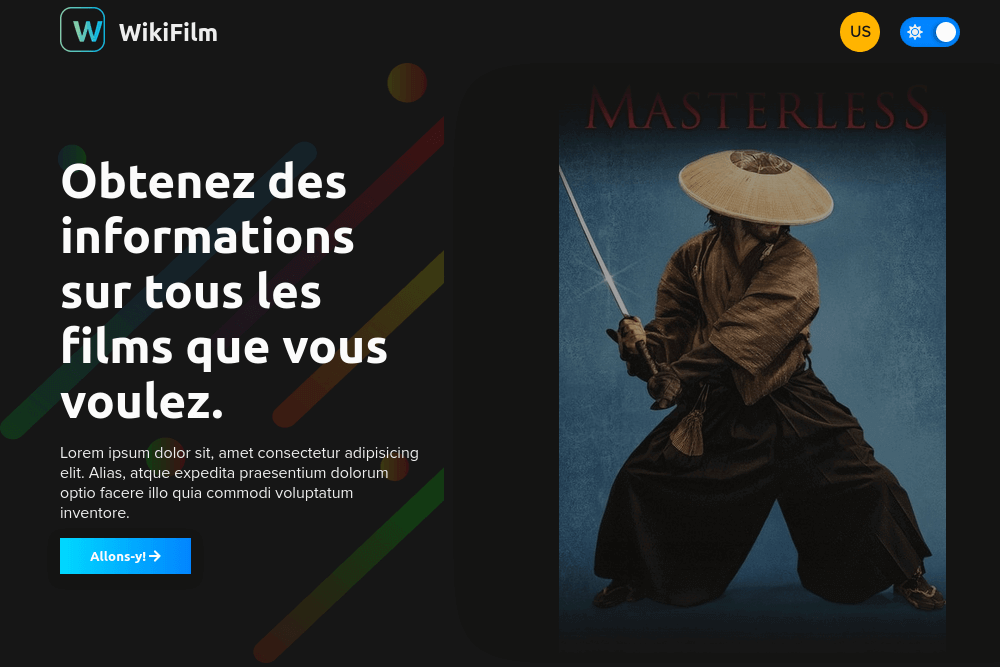 W WikiFilm
US
MASTERLESS
Obtenez des
informations
sur tous les
films que vous
voulez.
Lorem ipsum dolor sit, amet consectetur adipisicing
elit. Alias, atque expedita praesentium dolorum
optio facere illo quia commodi voluptatum
inventore.
Allons-y!